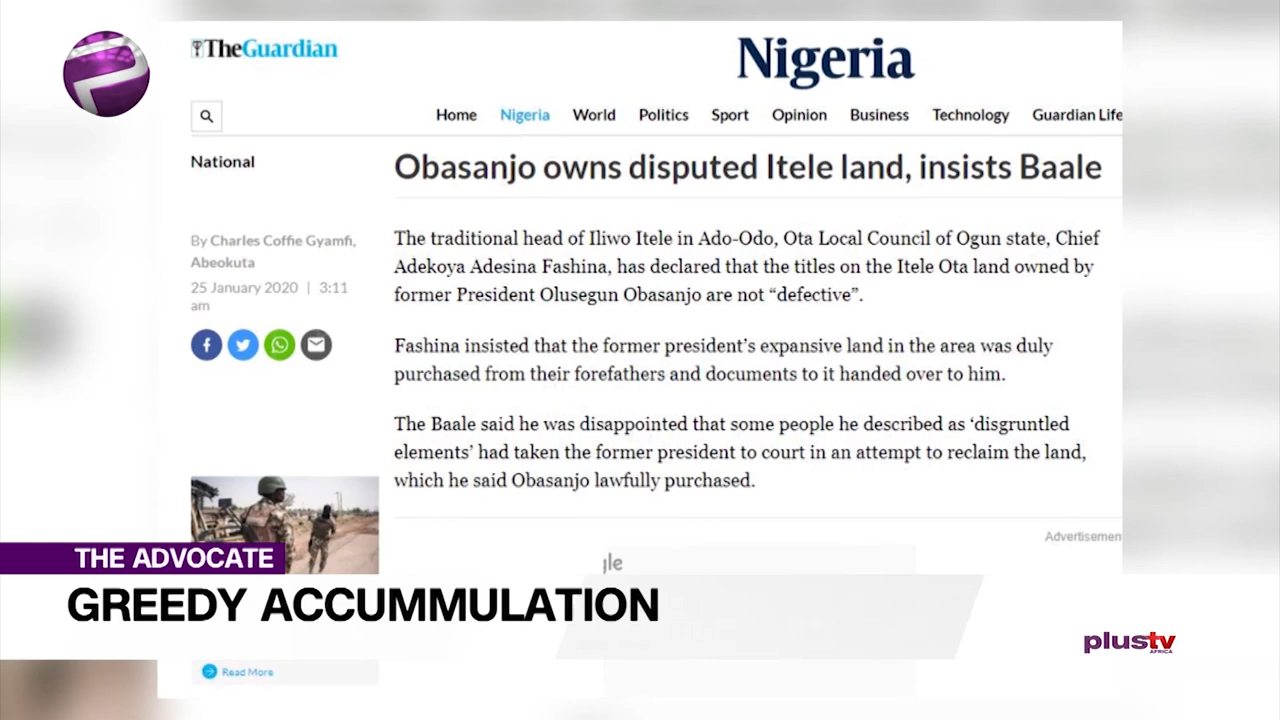 TheGuardian
Nigeria
Home Nigeria World Politics Sport Opinion Business Technology Guardian Life
National
Obasanjo owns disputed Itele land, insists Baale
By Charles Coffie Gyamfi,
Abeokuta
25 January 2020 | 3:11
am
The traditional head of Iliwo Itele in Ado-Odo, Ota Local Council of Ogun state, Chief
Adekoya Adesina Fashina, has declared that the titles on the Itele Ota land owned by
former President Olusegun Obasanjo are not “defective”.
Fashina insisted that the former president’s expansive land in the area was duly
purchased from their forefathers and documents to it handed over to him.
The Baale said he was disappointed that some people he described as ‘disgruntled
elements’ had taken the former president to court in an attempt to reclaim the land,
which he said Obasanjo lawfully purchased.
Advertisemen
gle
THE ADVOCATE
GREEDY ACCUMMULATION
plustv
AFRICA
Read More